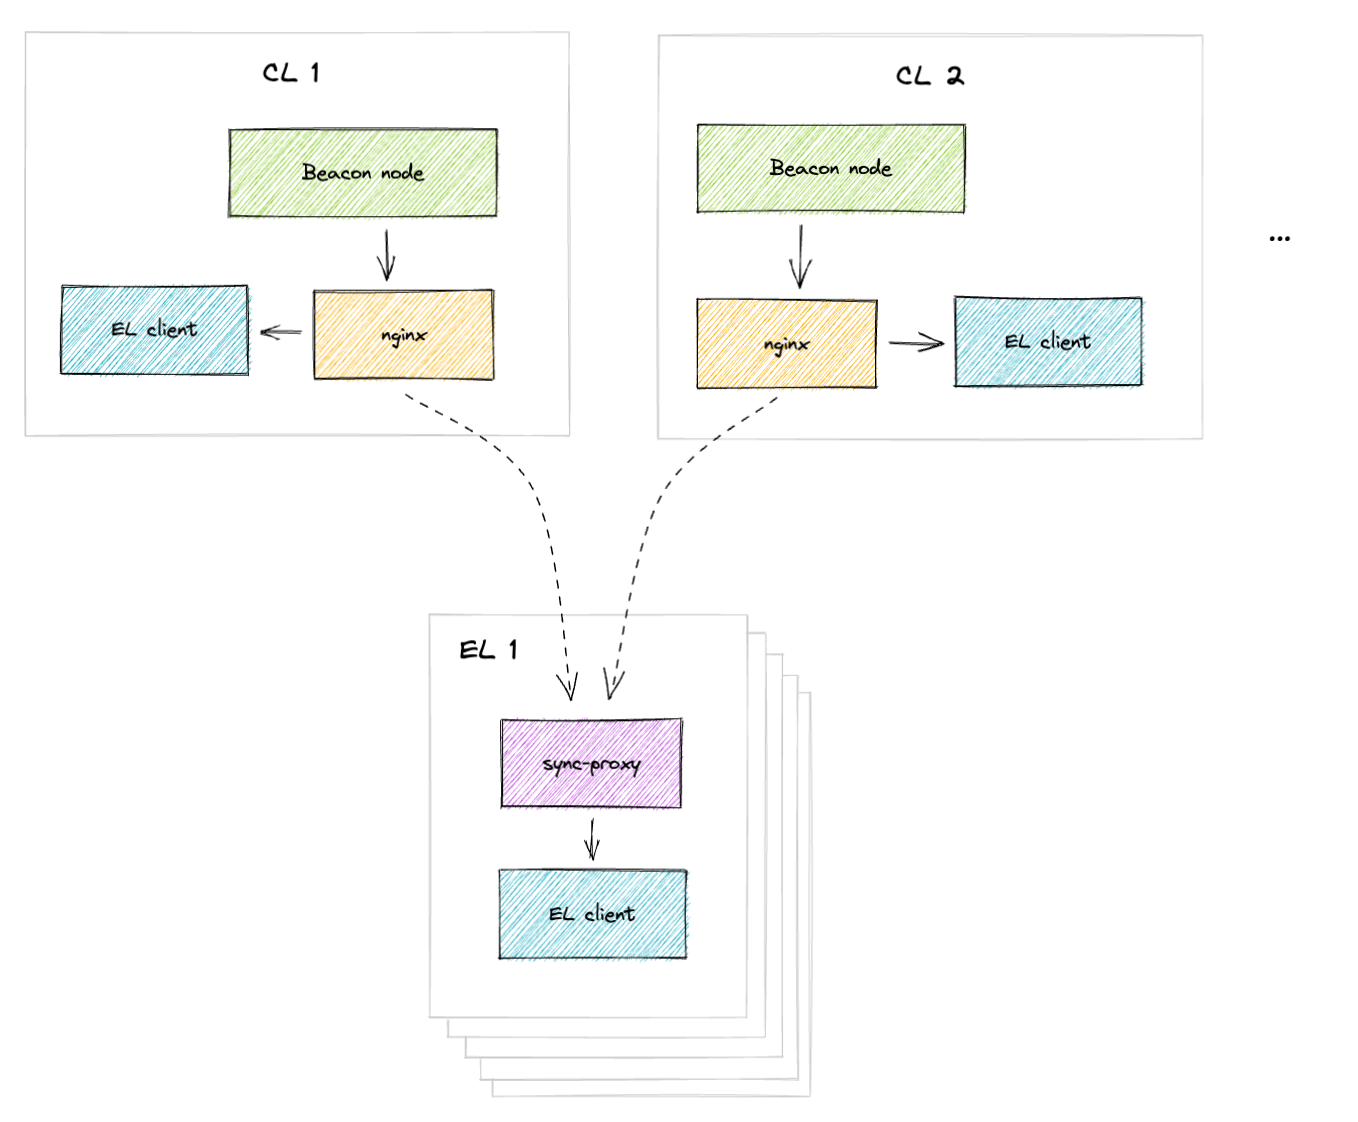 CL 1
Beacon node
EL client
nginx
CL 2
Beacon node
nginx
EL client
...
EL 1
sync-proxy
EL client